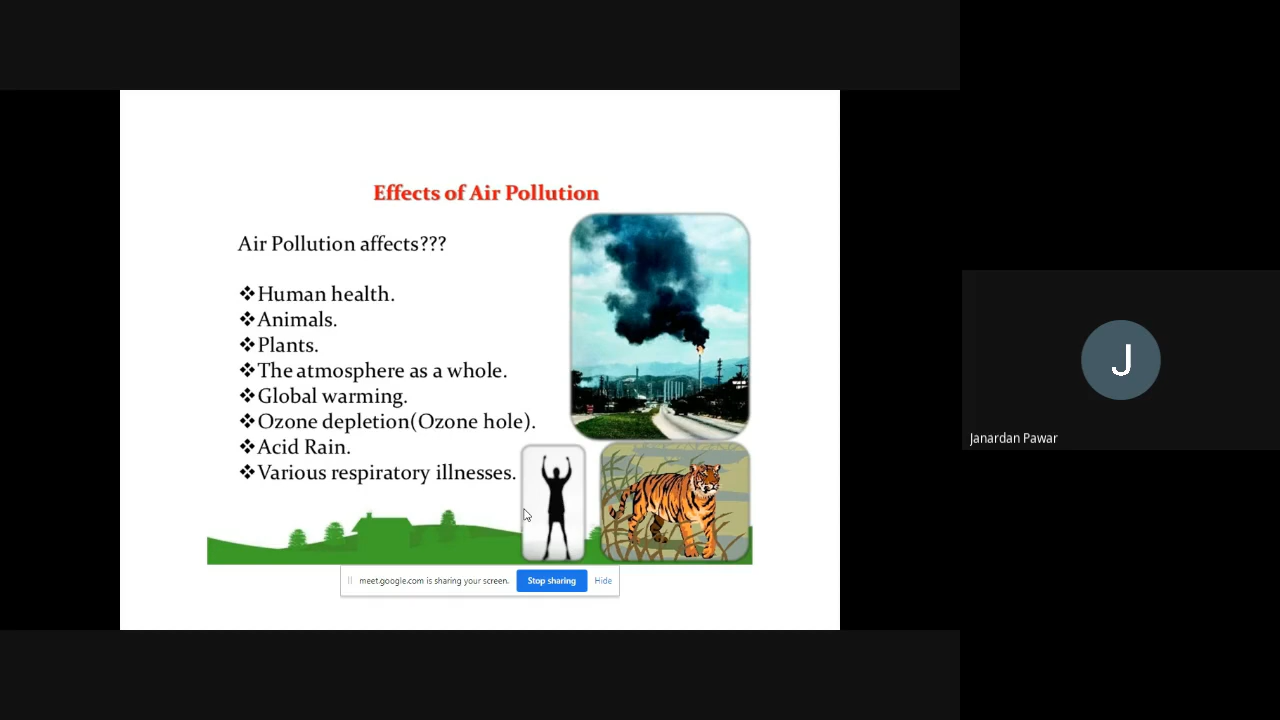 Effects of Air Pollution
Air Pollution affects???
❖Human health.
❖Animals.
❖Plants.
❖The atmosphere as a whole.
❖Global warming.
❖Ozone depletion(Ozone hole).
❖Acid Rain.
❖Various respiratory illnesses.
meet.google.com is sharing your screen. Stop sharing Hide
J
Janardan Pawar